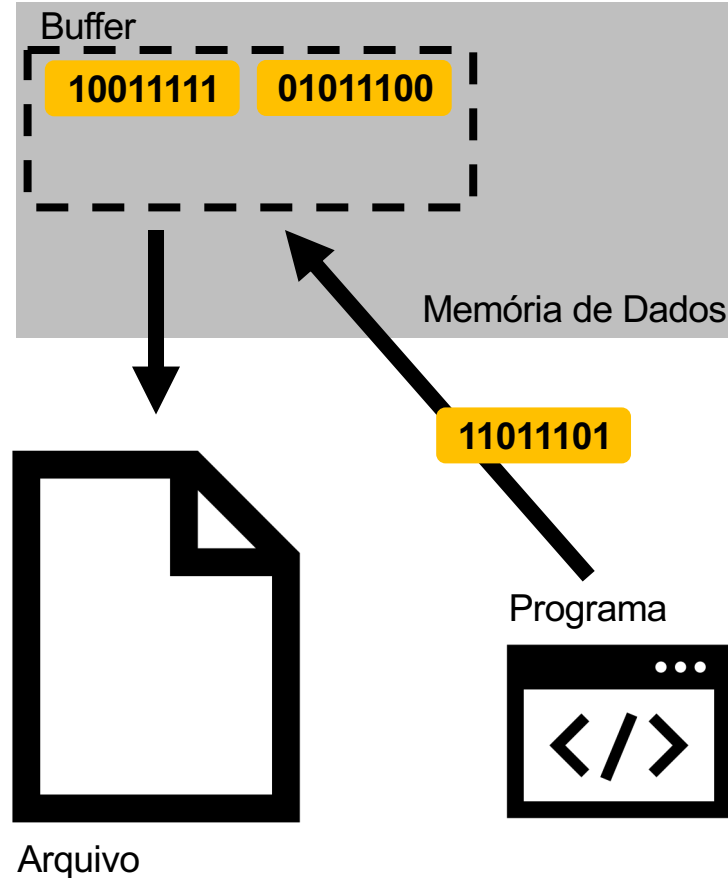 Buffer
10011111 01011100
Memória de Dados
11011101
Programa
</>
Arquivo